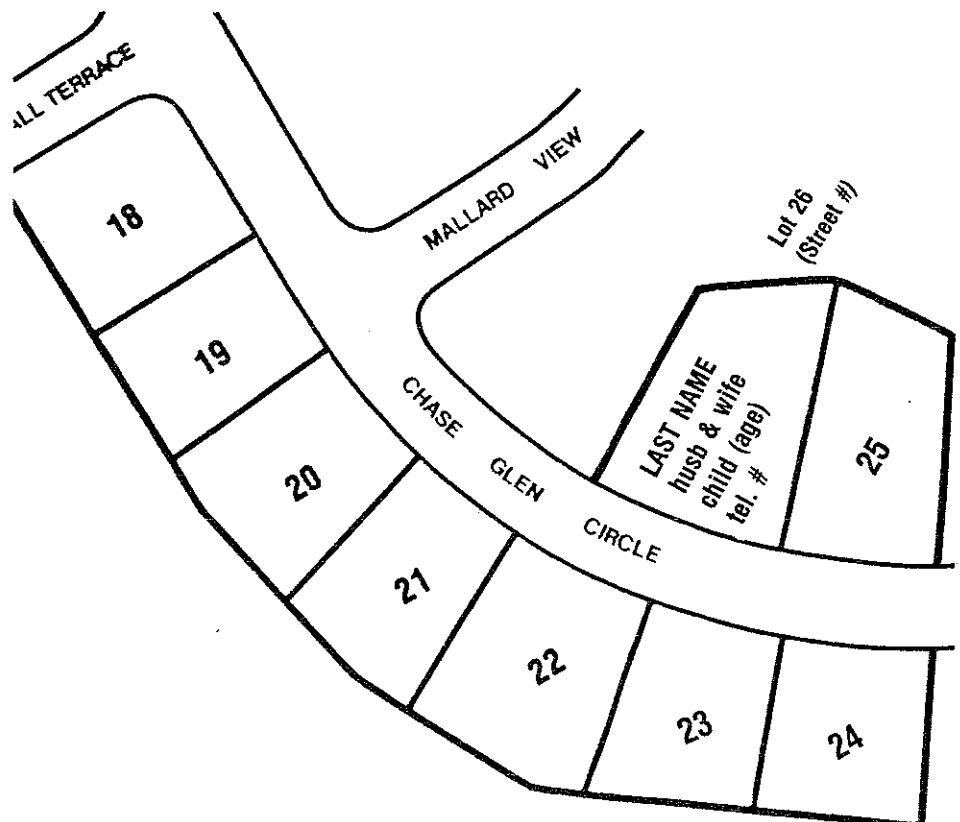 TERRACE
18
MALLARD VIEW
Lot 26
(Street #)
19
CHASE GLEN CIRCLE
LAST NAME
husb & wife
child (age)
tel. #
25
20
21
22
23
24